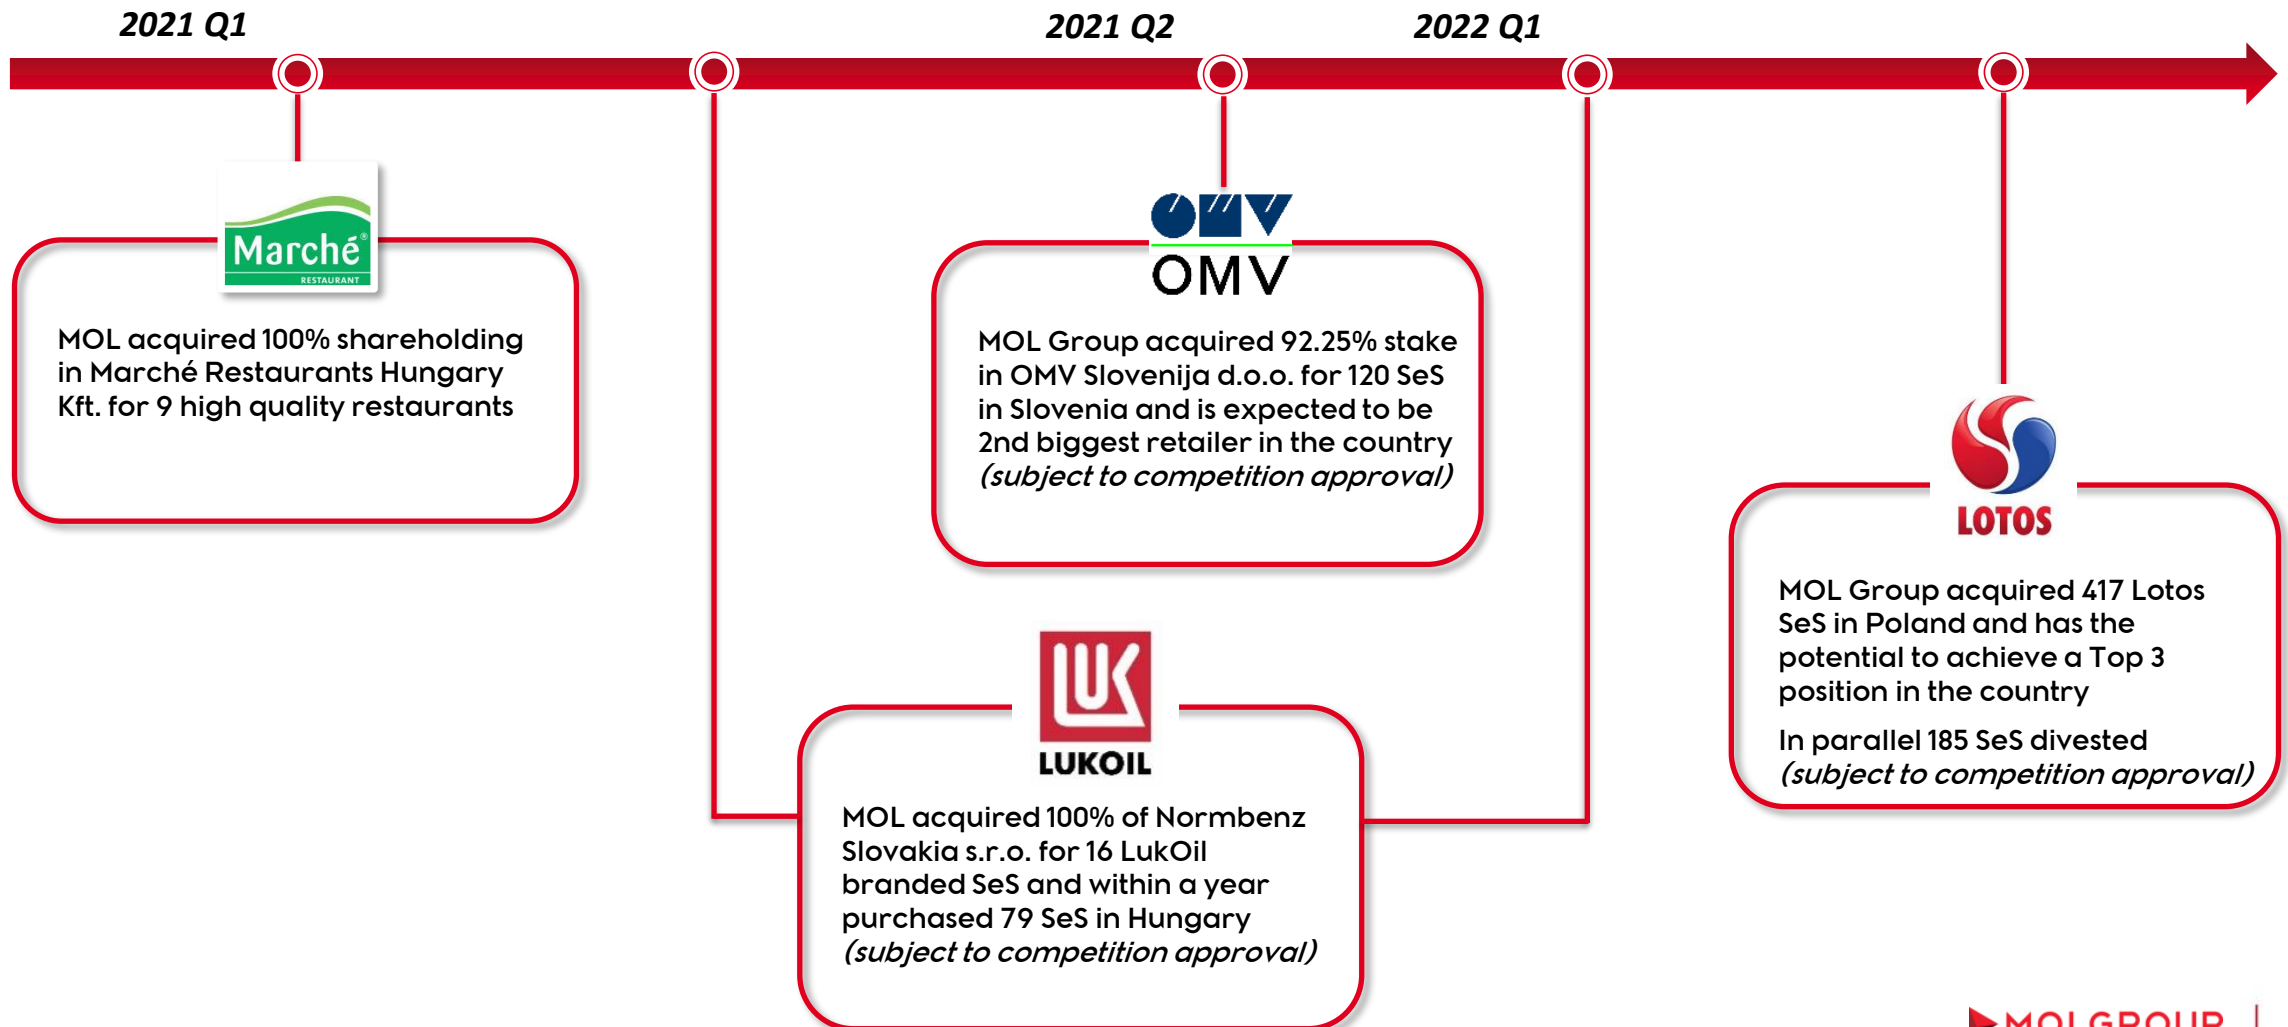 2021 Q1
2021 Q2
2022 Q1
Marché®
RESTAURANT
MOL acquired 100% shareholding
in Marché Restaurants Hungary
Kft. for 9 high quality restaurants
OMV
OMV
MOL Group acquired 92.25% stake
in OMV Slovenija d.o.o. for 120 SeS
in Slovenia and is expected to be
2nd biggest retailer in the country
(subject to competition approval)
LUK
LUKOIL
MOL acquired 100% of Normbenz
Slovakia s.r.o. for 16 LukOil
branded SeS and within a year
purchased 79 SeS in Hungary
(subject to competition approval)
LOTOS
MOL Group acquired 417 Lotos
SeS in Poland and has the
potential to achieve a Top 3
position in the country
In parallel 185 SeS divested
(subject to competition approval)
MOLGROUP